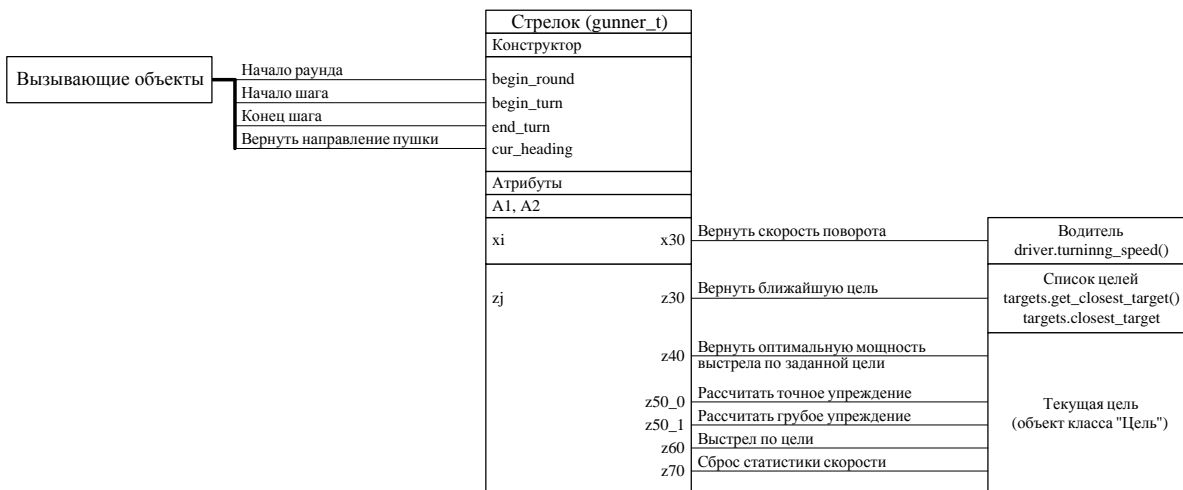 Стрелок (gunner_t)
Конструктор
Вызывающие объекты
Начало раунда
begin_round
Начало шага
begin_turn
Конец шага
end_turn
Вернуть направление пушки
cur_heading
Атрибуты
A1, A2
xi
x30
Вернуть скорость поворота
Водитель
driver.turninng_speed()
zj
z30
Вернуть ближайшую цель
Список целей
targets.get_closest_target()
targets.closest_target
z40
Вернуть оптимальную мощность
выстрела по заданной цели
z50_0
Рассчитать точное упреждение
z50_1
Рассчитать грубое упреждение
z60
Выстрел по цели
z70
Сброс статистики скорости
Текущая цель
(объект класса "Цель")